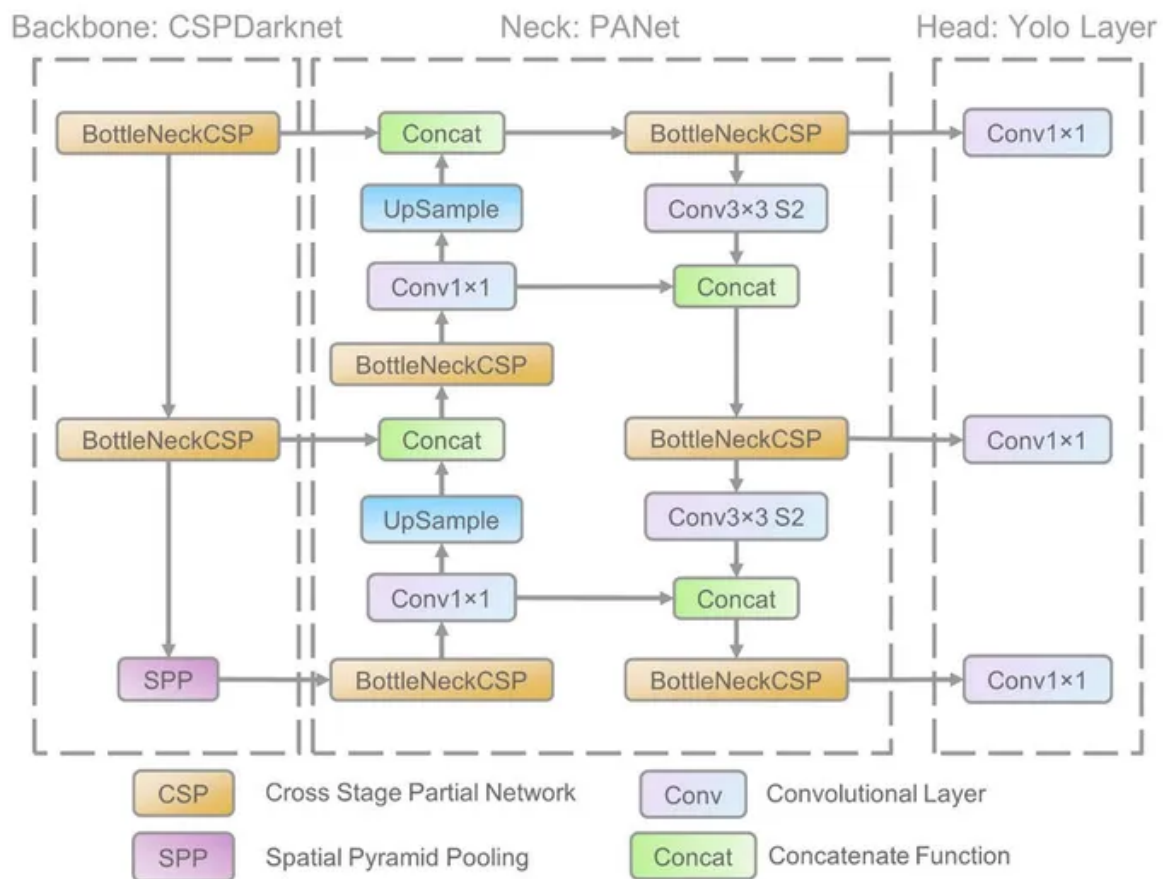 Backbone: CSPDarknet
Neck: PANet
Head: Yolo Layer
BottleNeckCSP
Concat
BottleNeckCSP
Conv1×1
UpSample
Conv3×3 S2
Conv1×1
Concat
BottleNeckCSP
BottleNeckCSP
Concat
BottleNeckCSP
Conv1×1
UpSample
Conv3×3 S2
Conv1×1
Concat
SPP
BottleNeckCSP
BottleNeckCSP
Conv1×1
CSP
Cross Stage Partial Network
Conv
Convolutional Layer
SPP
Spatial Pyramid Pooling
Concat
Concatenate Function